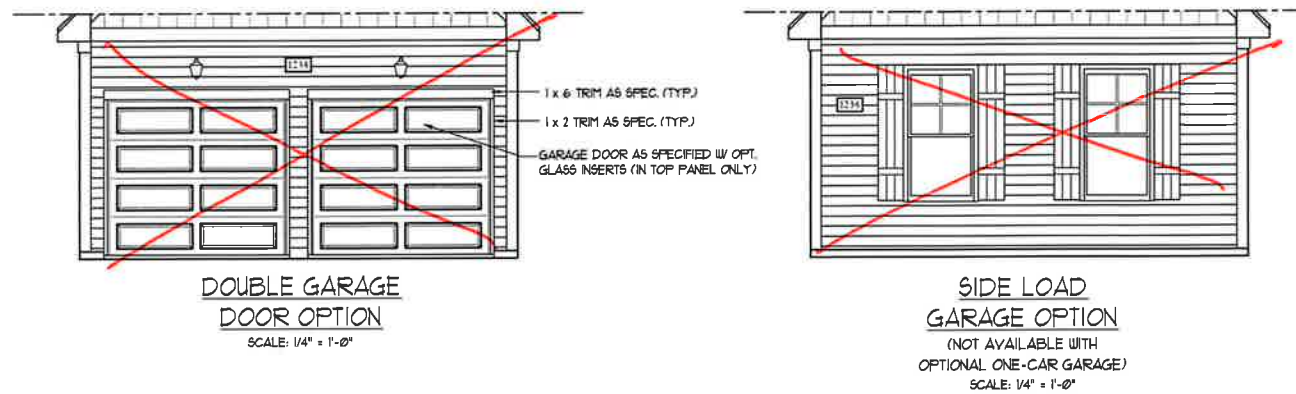 1234
1 x 6 TRIM AS SPEC. (TYP.)
1 x 2 TRIM AS SPEC. (TYP.)
GARAGE DOOR AS SPECIFIED W/ OPT.
GLASS INSERTS (IN TOP PANEL ONLY)
DOUBLE GARAGE
DOOR OPTION
SCALE: 1/4" = 1'-0"
1234
SIDE LOAD
GARAGE OPTION
(NOT AVAILABLE WITH
OPTIONAL ONE-CAR GARAGE)
SCALE: 1/4" = 1'-0"